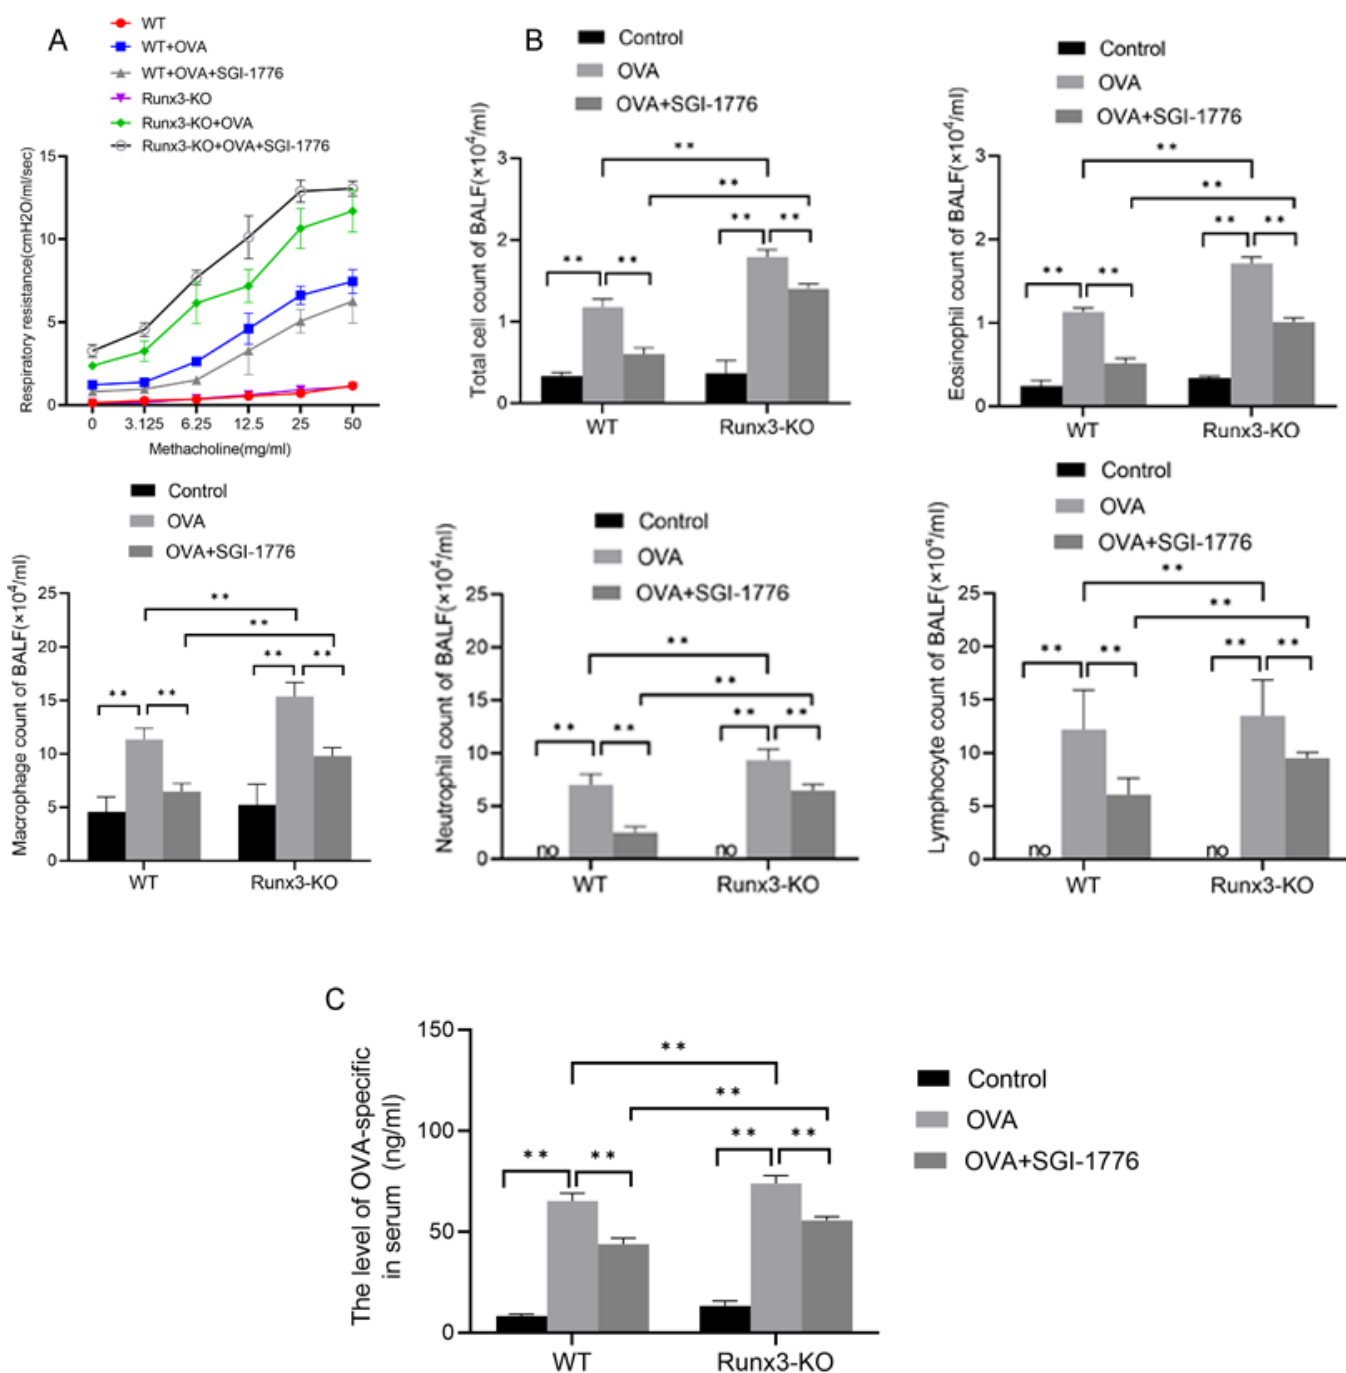 A
WT
WT+OVA
WT+OVA+SGI-1776
Runx3-KO
Runx3-KO+OVA
Runx3-KO+OVA+SGI-1776
Respiratory resistance(cmH2O/ml/sec)
15
10
5
0
0 3.125 6.25 12.5 25 50
Methacholine(mg/ml)
B
Control
OVA
OVA+SGI-1776
Total cell count of BALF(×10⁴/ml)
3
2
1
0
** ** ** ** ** **
WT Runx3-KO
Control
OVA
OVA+SGI-1776
Eosinophil count of BALF(×10⁴/ml)
3
2
1
0
** ** ** ** ** **
WT Runx3-KO
Control
OVA
OVA+SGI-1776
Macrophage count of BALF(×10⁴/ml)
25
20
15
10
5
0
** ** ** ** ** **
WT Runx3-KO
Control
OVA
OVA+SGI-1776
Neutrophil count of BALF(×10⁴/ml)
25
20
15
10
5
0
** ** ** ** ** **
no no
WT Runx3-KO
Control
OVA
OVA+SGI-1776
Lymphocyte count of BALF(×10⁴/ml)
25
20
15
10
5
0
** ** ** ** ** **
no no
WT Runx3-KO
C
The level of OVA-specific
in serum (ng/ml)
150
100
50
0
** ** ** ** ** **
WT Runx3-KO
Control
OVA
OVA+SGI-1776